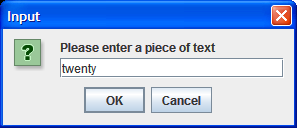 Input
?
Please enter a piece of text
twenty
OK Cancel